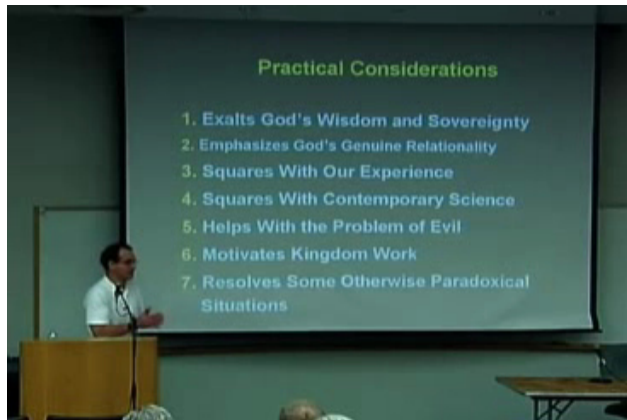 Practical Considerations
1. Exalts God's Wisdom and Sovereignty
2. Emphasizes God's Genuine Relationality
3. Squares With Our Experience
4. Squares With Contemporary Science
5. Helps With the Problem of Evil
6. Motivates Kingdom Work
7. Resolves Some Otherwise Paradoxical
Situations